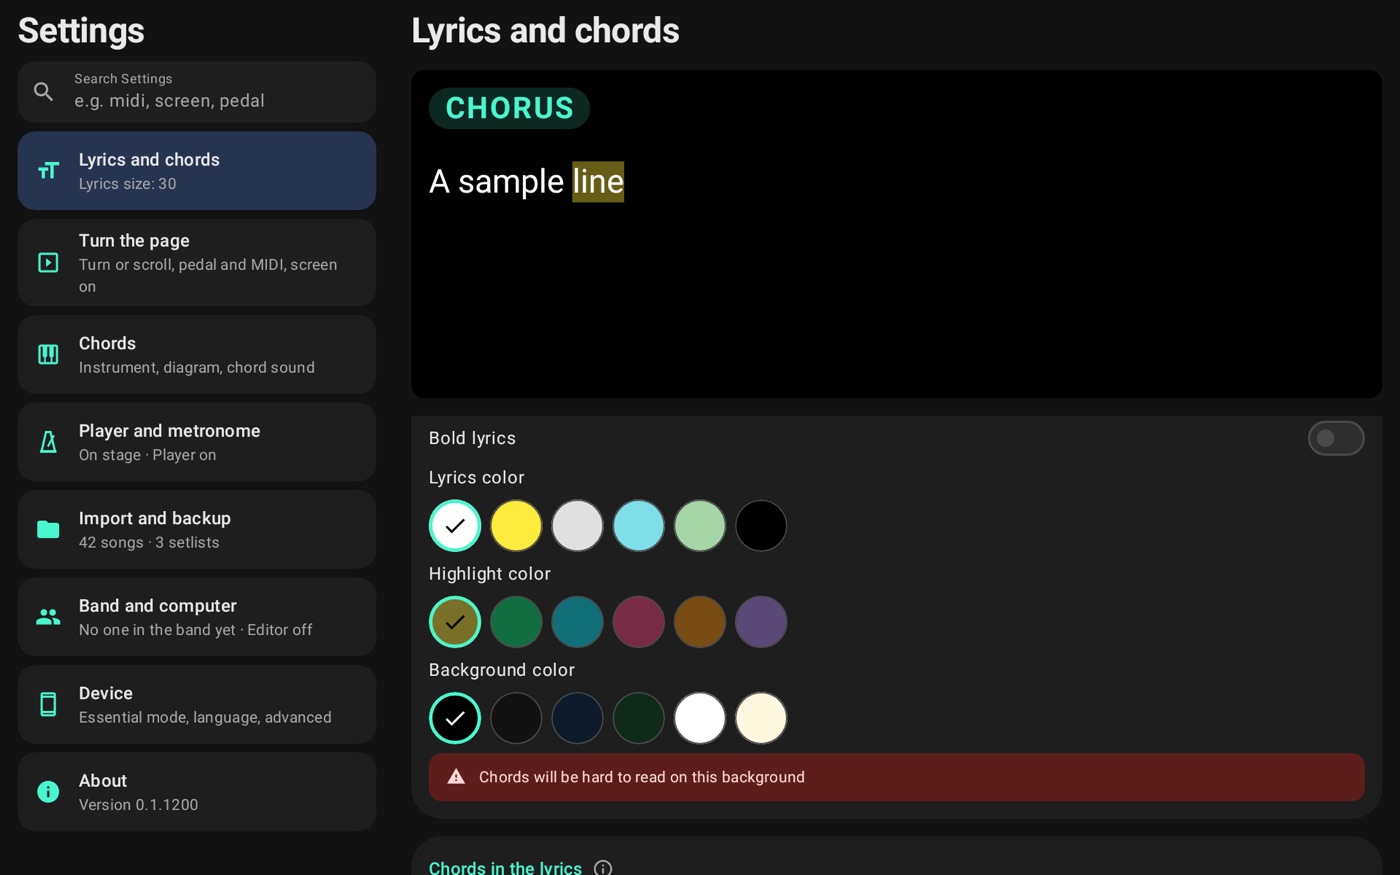 Settings
Search Settings
e.g. midi, screen, pedal
Lyrics and chords
Lyrics size: 30
Turn the page
Turn or scroll, pedal and MIDI, screen
on
Chords
Instrument, diagram, chord sound
Player and metronome
On stage · Player on
Import and backup
42 songs · 3 setlists
Band and computer
No one in the band yet · Editor off
Device
Essential mode, language, advanced
About
Version 0.1.1200
Lyrics and chords
CHORUS
A sample line
Bold lyrics
Lyrics color
Highlight color
Background color
Chords will be hard to read on this background
Chords in the lyrics